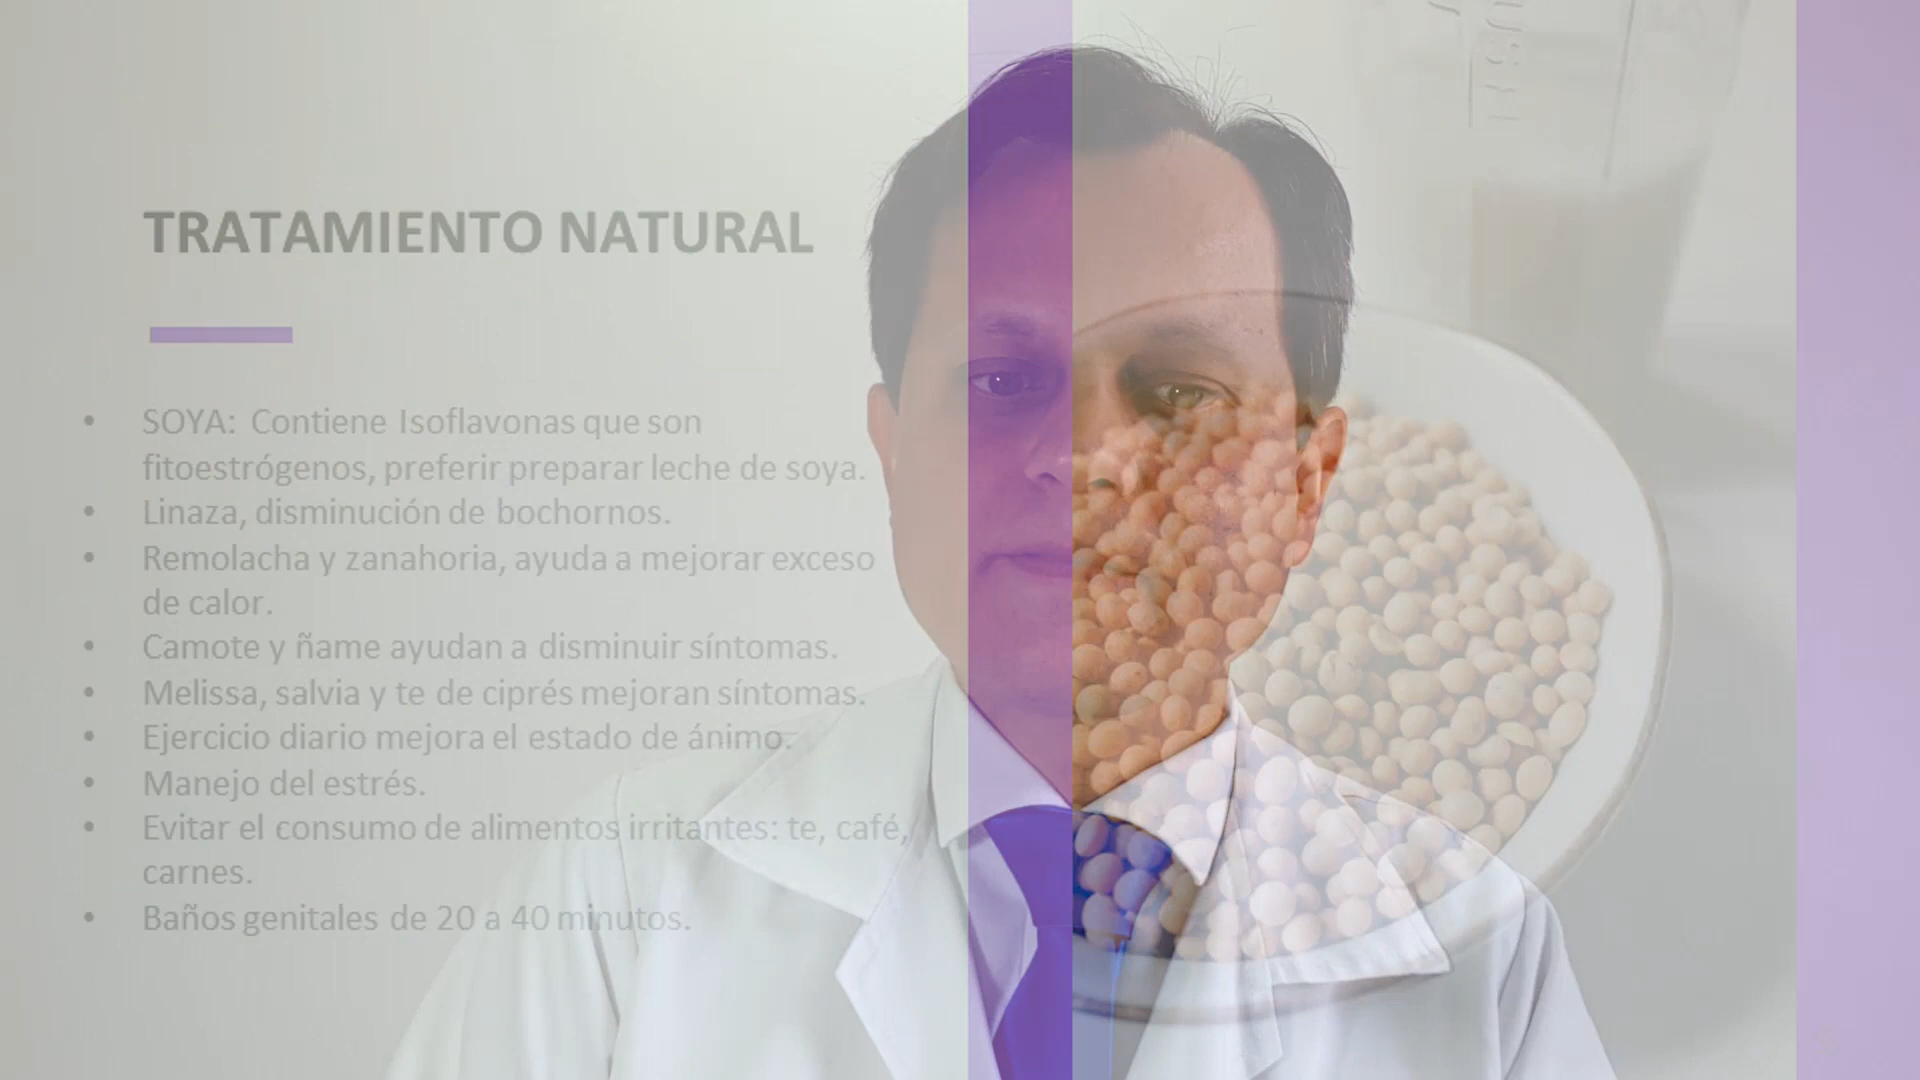 TRATAMIENTO NATURAL
• SOYA: Contiene Isoflavonas que son
fitoestrógenos, preferir preparar leche de soya.
• Linaza, disminución de bochornos.
• Remolacha y zanahoria, ayuda a mejorar exceso
de calor.
• Camote y ñame ayudan a disminuir síntomas.
• Melissa, salvia y te de ciprés mejoran síntomas.
• Ejercicio diario mejora el estado de ánimo.
• Manejo del estrés.
• Evitar el consumo de alimentos irritantes: te, café,
carnes.
• Baños genitales de 20 a 40 minutos.